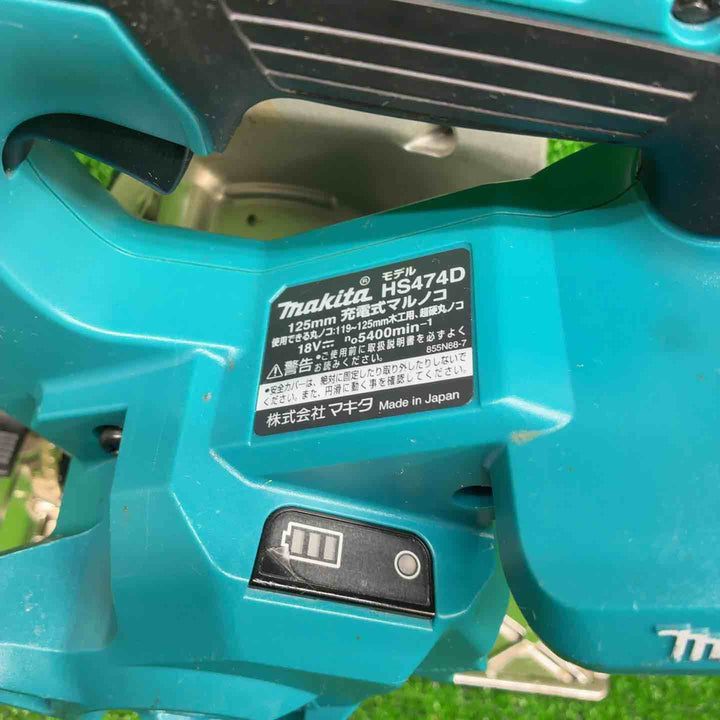 makita® モデル HS474D
125mm 充電式マルノコ
使用できる丸ノコ:119~125mm木工用、超硬丸ノコ
18V⎓ n₀5400min⁻¹
⚠警告 •ご使用前に取扱説明書を必ずよく
お読みください。 855N88-7
•安全カバーは、絶対に固定したり取り外したりしないで
ください。また、円滑に動く事を確認してください。
株式会社 マキタ Made in Japan